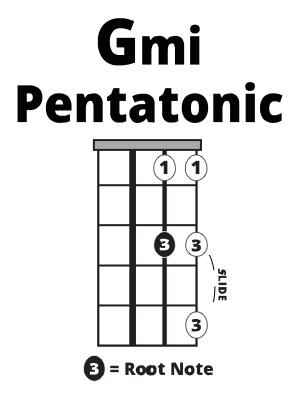 Gmi
Pentatonic
1 1
3 3
SLIDE
3
3 = Root Note